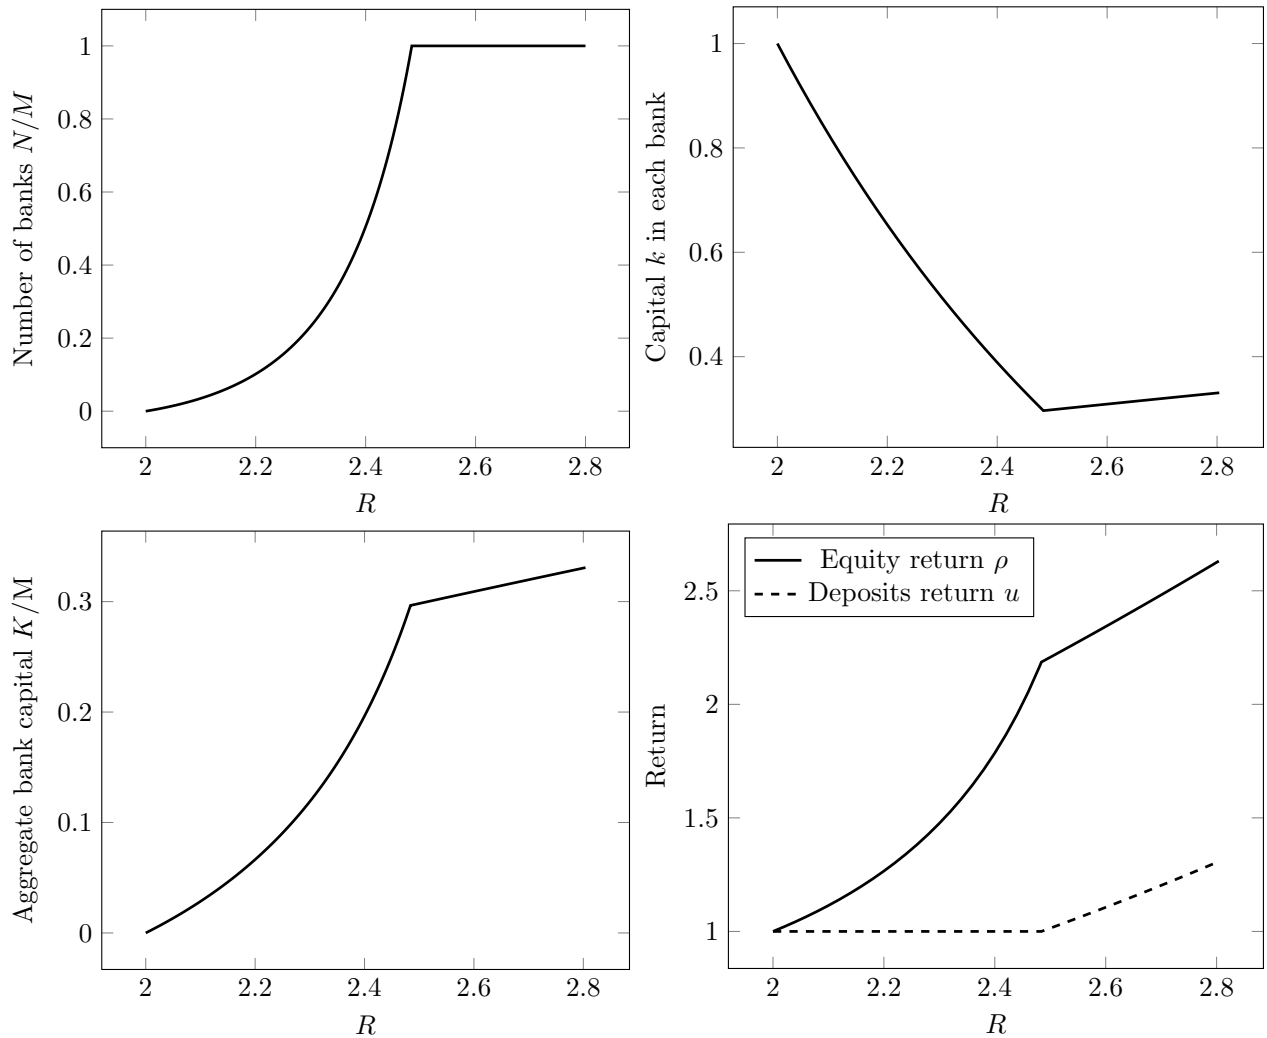 Number of banks N/M
1
0.8
0.6
0.4
0.2
0
2 2.2 2.4 2.6 2.8
R
Capital k in each bank
1
0.8
0.6
0.4
2 2.2 2.4 2.6 2.8
R
Aggregate bank capital K/M
0.3
0.2
0.1
0
2 2.2 2.4 2.6 2.8
R
Return
Equity return ρ
Deposits return u
2.5
2
1.5
1
2 2.2 2.4 2.6 2.8
R